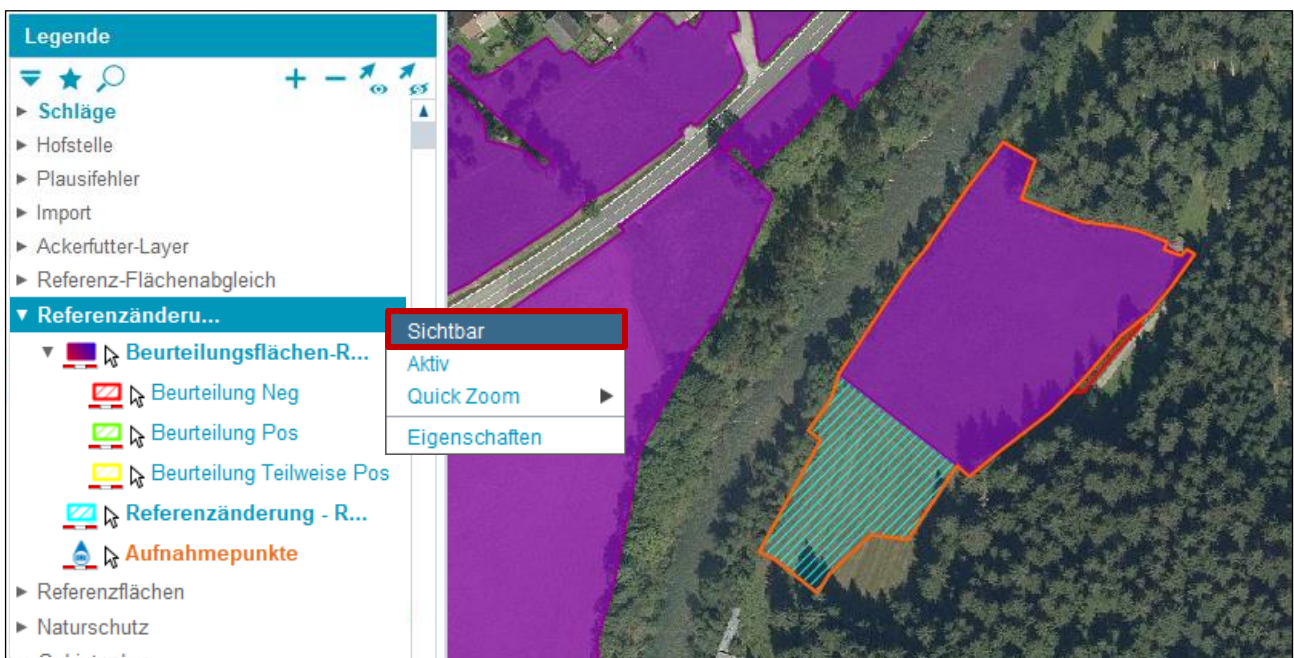 Legende
Schläge
Hofstelle
Plausifehler
Import
Ackerfutter-Layer
Referenz-Flächenabgleich
Referenzänderu...
Sichtbar
Beurteilungsflächen-R...
Aktiv
Beurteilung Neg
Quick Zoom
Beurteilung Pos
Eigenschaften
Beurteilung Teilweise Pos
Referenzänderung - R...
Aufnahmepunkte
Referenzflächen
Naturschutz